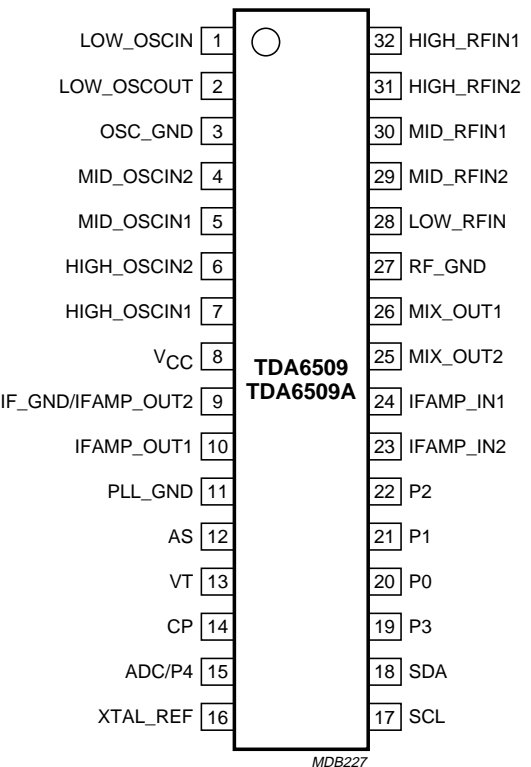 LOW_OSCIN 1 32 HIGH_RFIN1
LOW_OSCOUT 2 31 HIGH_RFIN2
OSC_GND 3 30 MID_RFIN1
MID_OSCIN2 4 29 MID_RFIN2
MID_OSCIN1 5 28 LOW_RFIN
HIGH_OSCIN2 6 27 RF_GND
HIGH_OSCIN1 7 26 MIX_OUT1
VCC 8 25 MIX_OUT2
TDA6509
TDA6509A
IF_GND/IFAMP_OUT2 9 24 IFAMP_IN1
IFAMP_OUT1 10 23 IFAMP_IN2
PLL_GND 11 22 P2
AS 12 21 P1
VT 13 20 P0
CP 14 19 P3
ADC/P4 15 18 SDA
XTAL_REF 16 17 SCL
MDB227